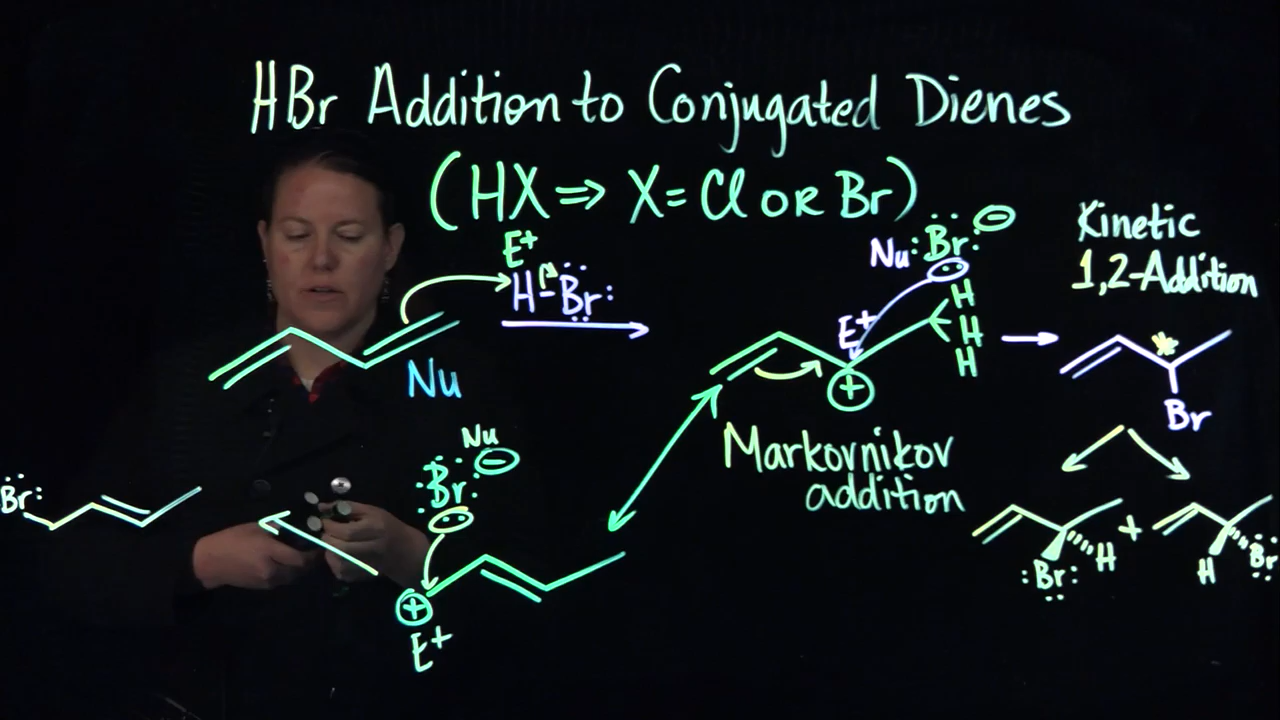 HBr Addition to Conjugated Dienes
(HX ⇒ X = Cl OR Br)
E+
H–Br:
Nu
Nu :Br: ⊖
E+
H
H
H
+
Markovnikov
addition
Kinetic
1,2-Addition
*
Br
:Br: H
+
H Br:
Nu
:Br: ⊖
+
E+
Br: